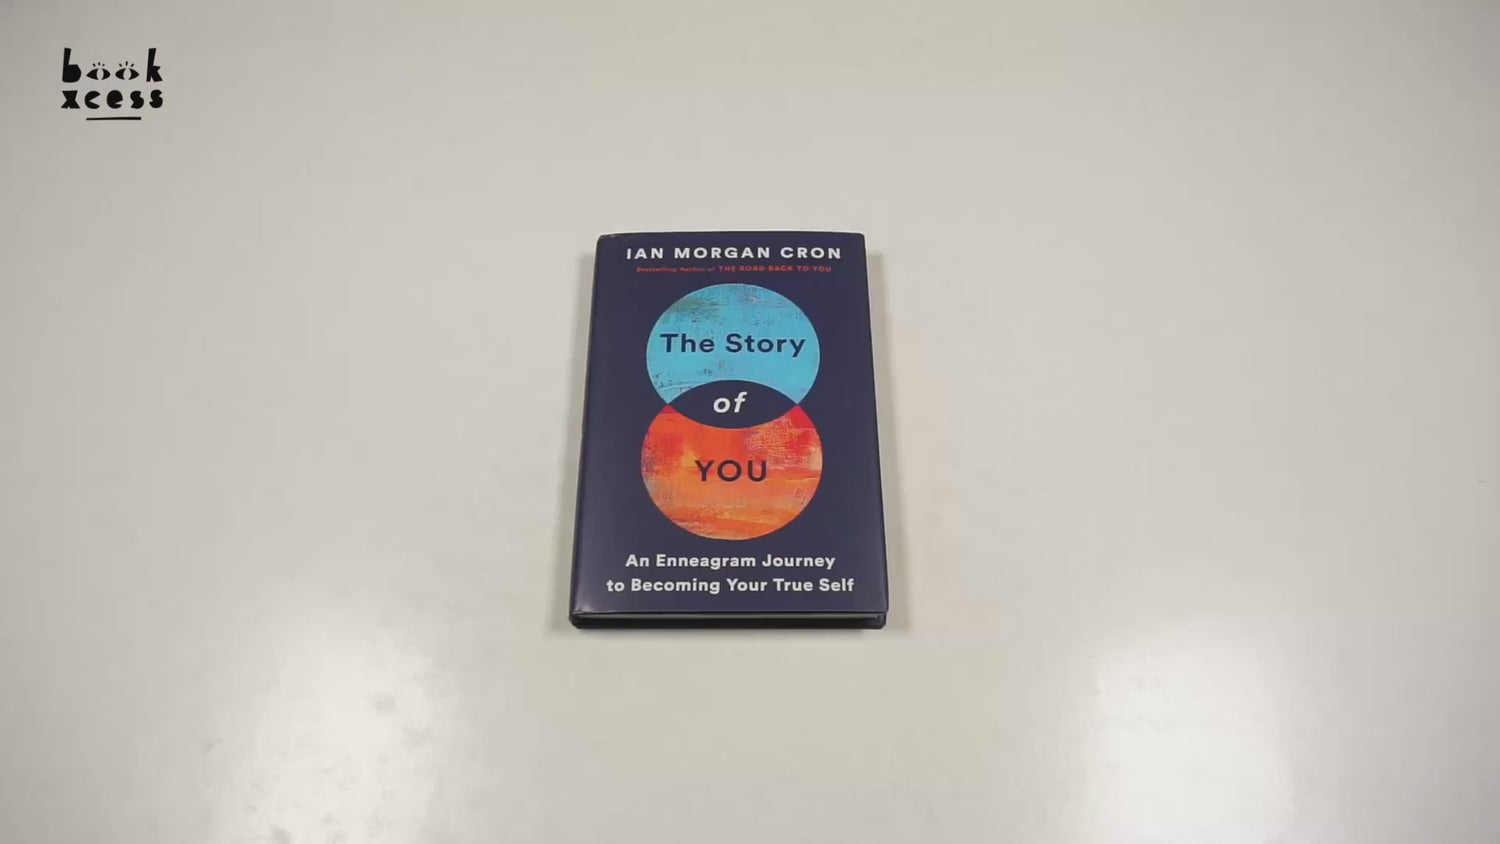 book
xcess
IAN MORGAN CRON
Bestselling Author of THE ROAD BACK TO YOU
The Story
of
YOU
An Enneagram Journey
to Becoming Your True Self